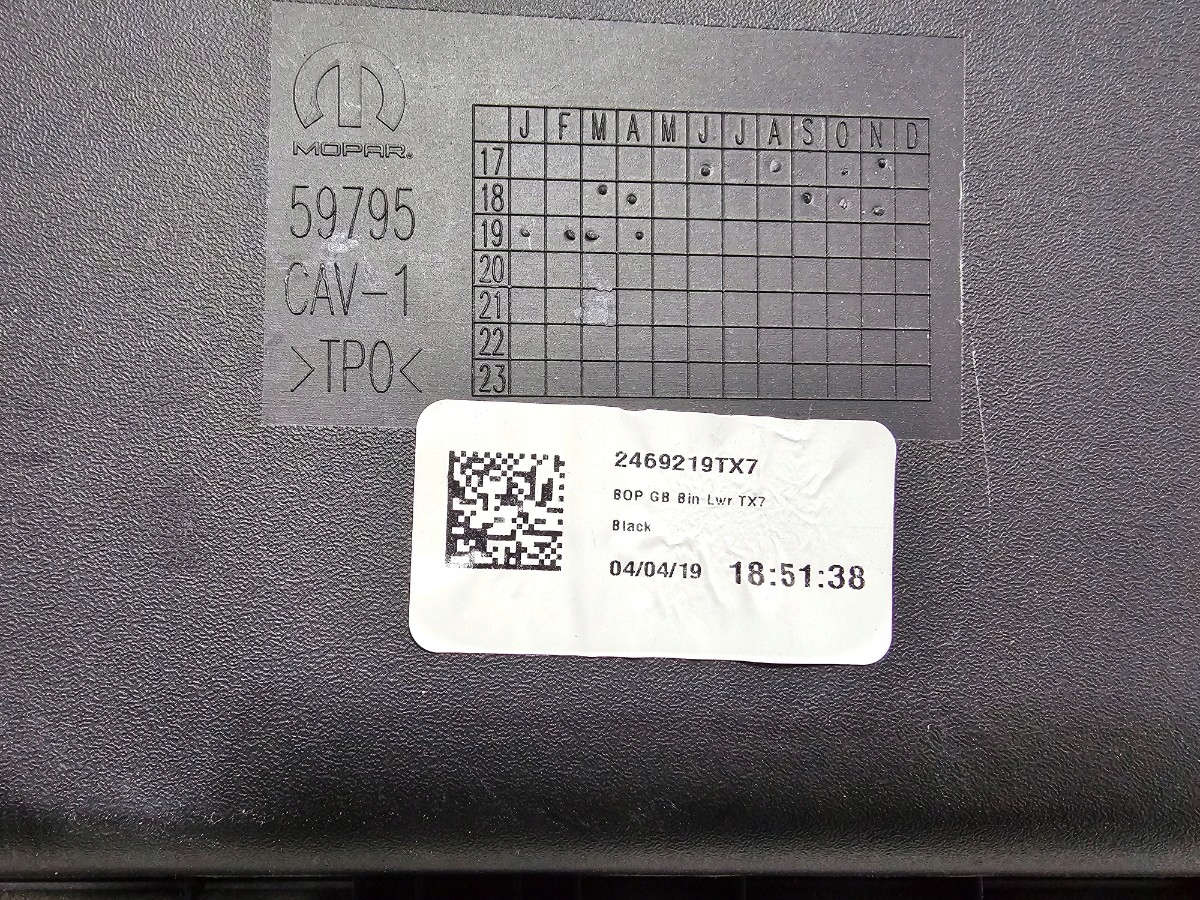 MOPAR®
59795
CAV-1
>TPO<
J F M A M J J A S O N D
17
18
19
20
21
22
23
2469219TX7
BOP GB Bin Lwr TX7
Black
04/04/19 18:51:38